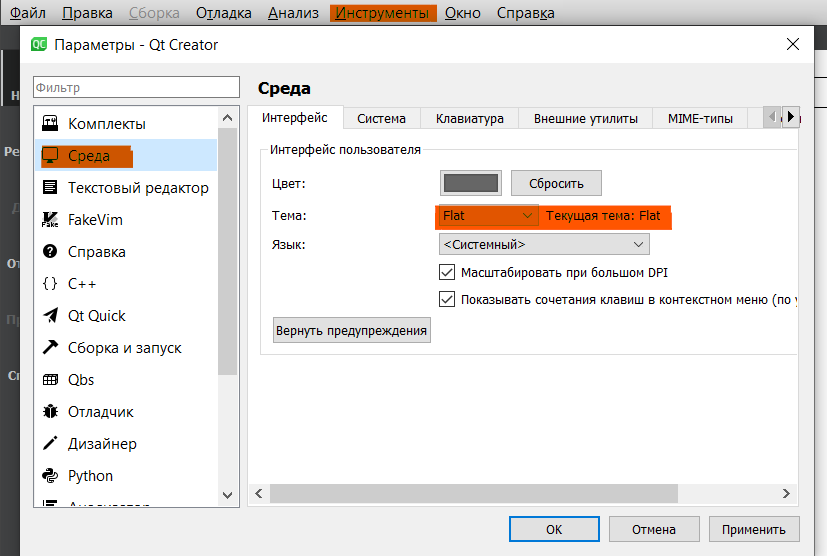 Файл Правка Сборка Отладка Анализ Инструменты Окно Справка
QC Параметры - Qt Creator
Фильтр
Комплекты
Среда
Текстовый редактор
FakeVim
Справка
C++
Qt Quick
Сборка и запуск
Qbs
Отладчик
Дизайнер
Python
Среда
Интерфейс Система Клавиатура Внешние утилиты MIME-типы
Интерфейс пользователя
Цвет: Сбросить
Тема: Flat Текущая тема: Flat
Язык: <Системный>
Масштабировать при большом DPI
Показывать сочетания клавиш в контекстном меню (по
Вернуть предупреждения
ОК Отмена Применить